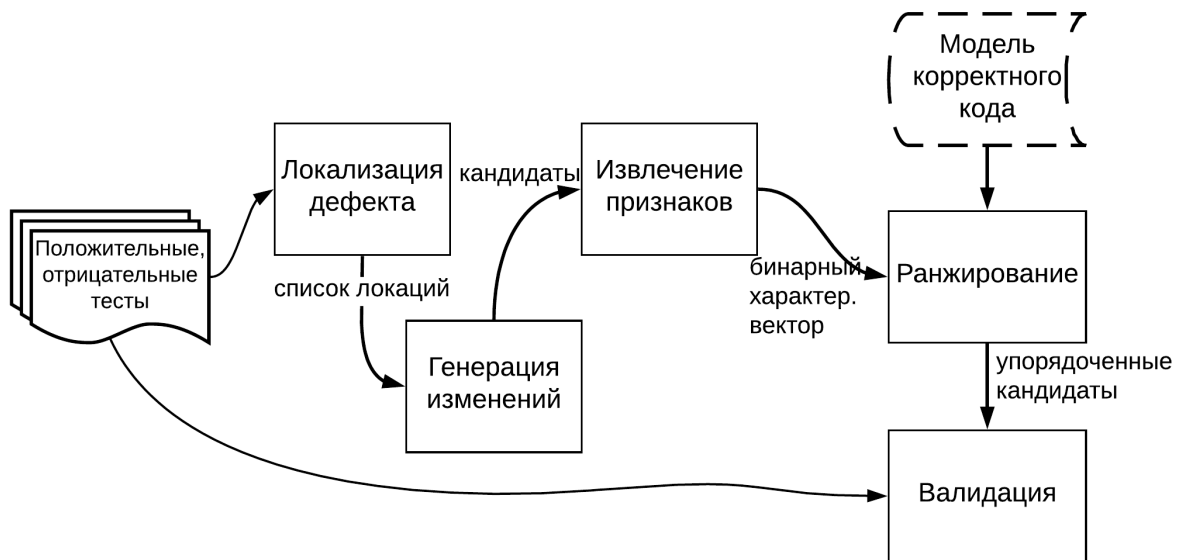 Модель
корректного
кода
Локализация
дефекта
кандидаты
Извлечение
признаков
Положительные,
отрицательные
тесты
список локаций
бинарный
характер.
вектор
Ранжирование
Генерация
изменений
упорядоченные
кандидаты
Валидация